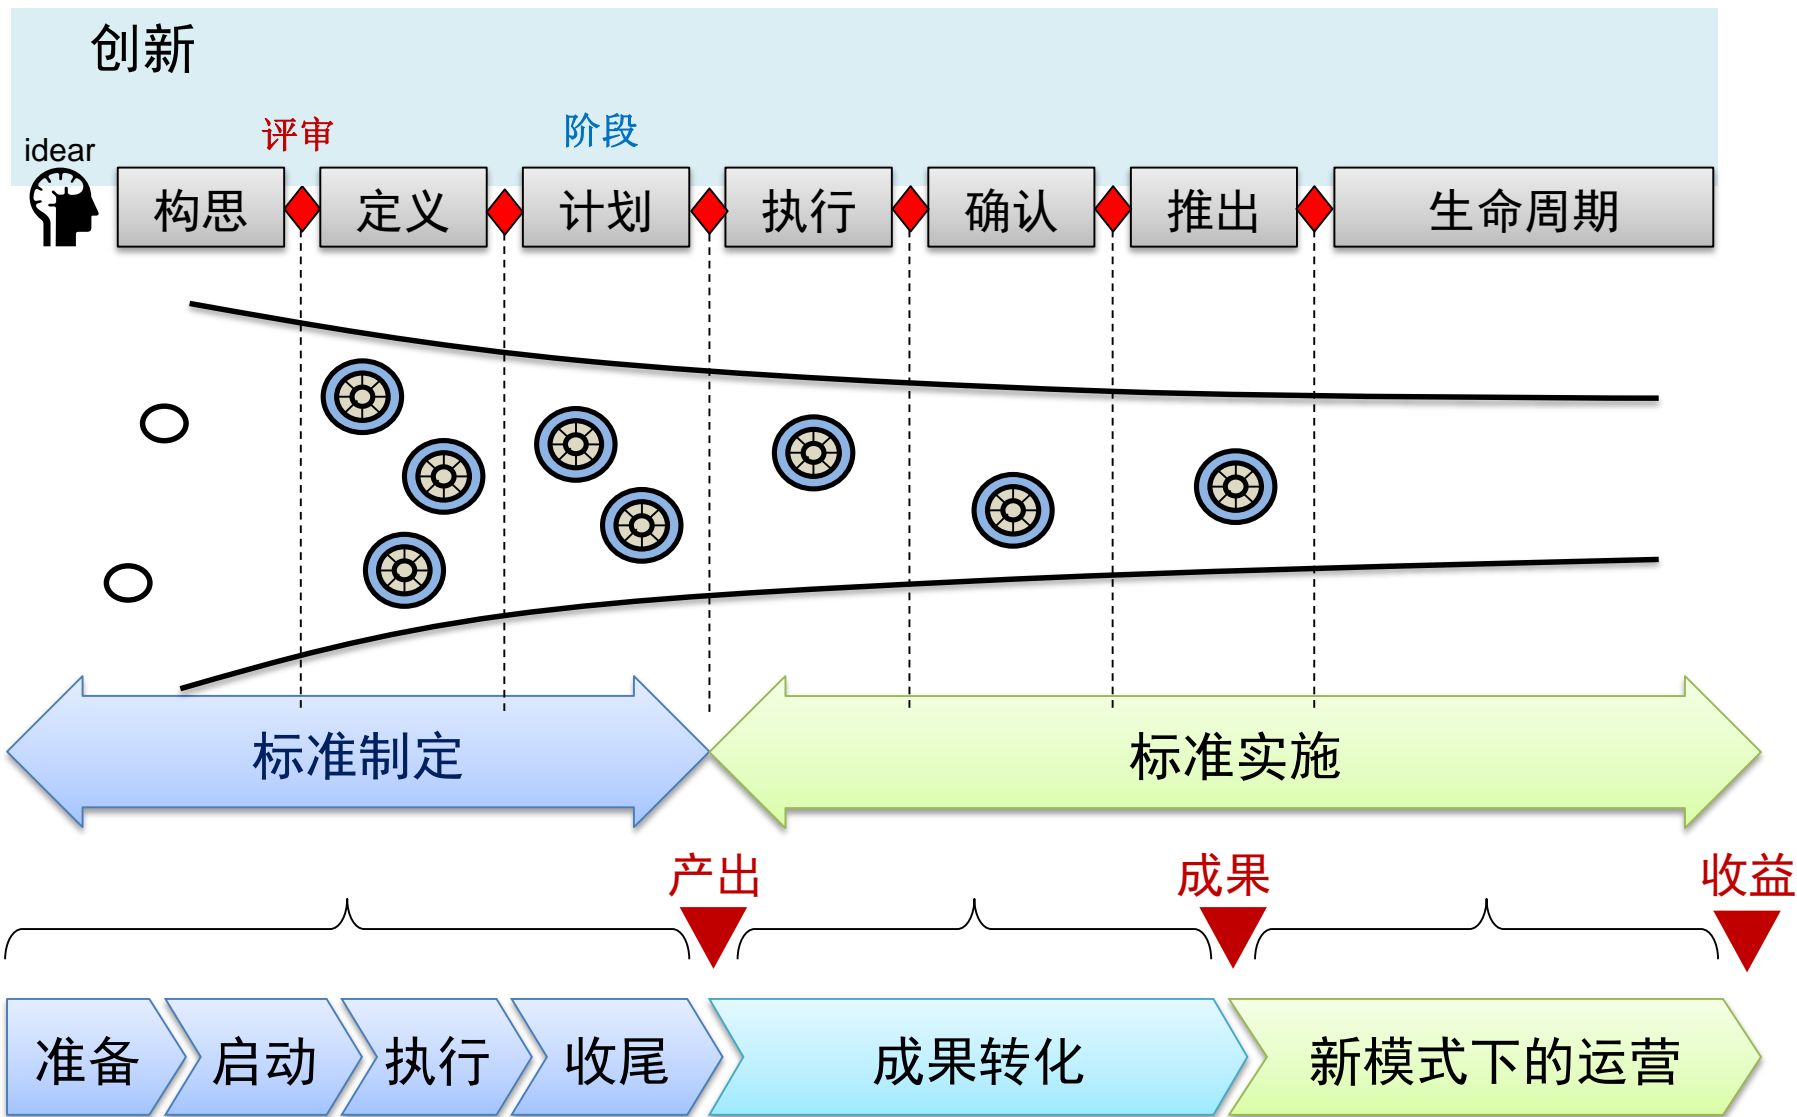 创新
评审
阶段
idear
构思
定义
计划
执行
确认
推出
生命周期
标准制定
标准实施
产出
成果
收益
准备
启动
执行
收尾
成果转化
新模式下的运营